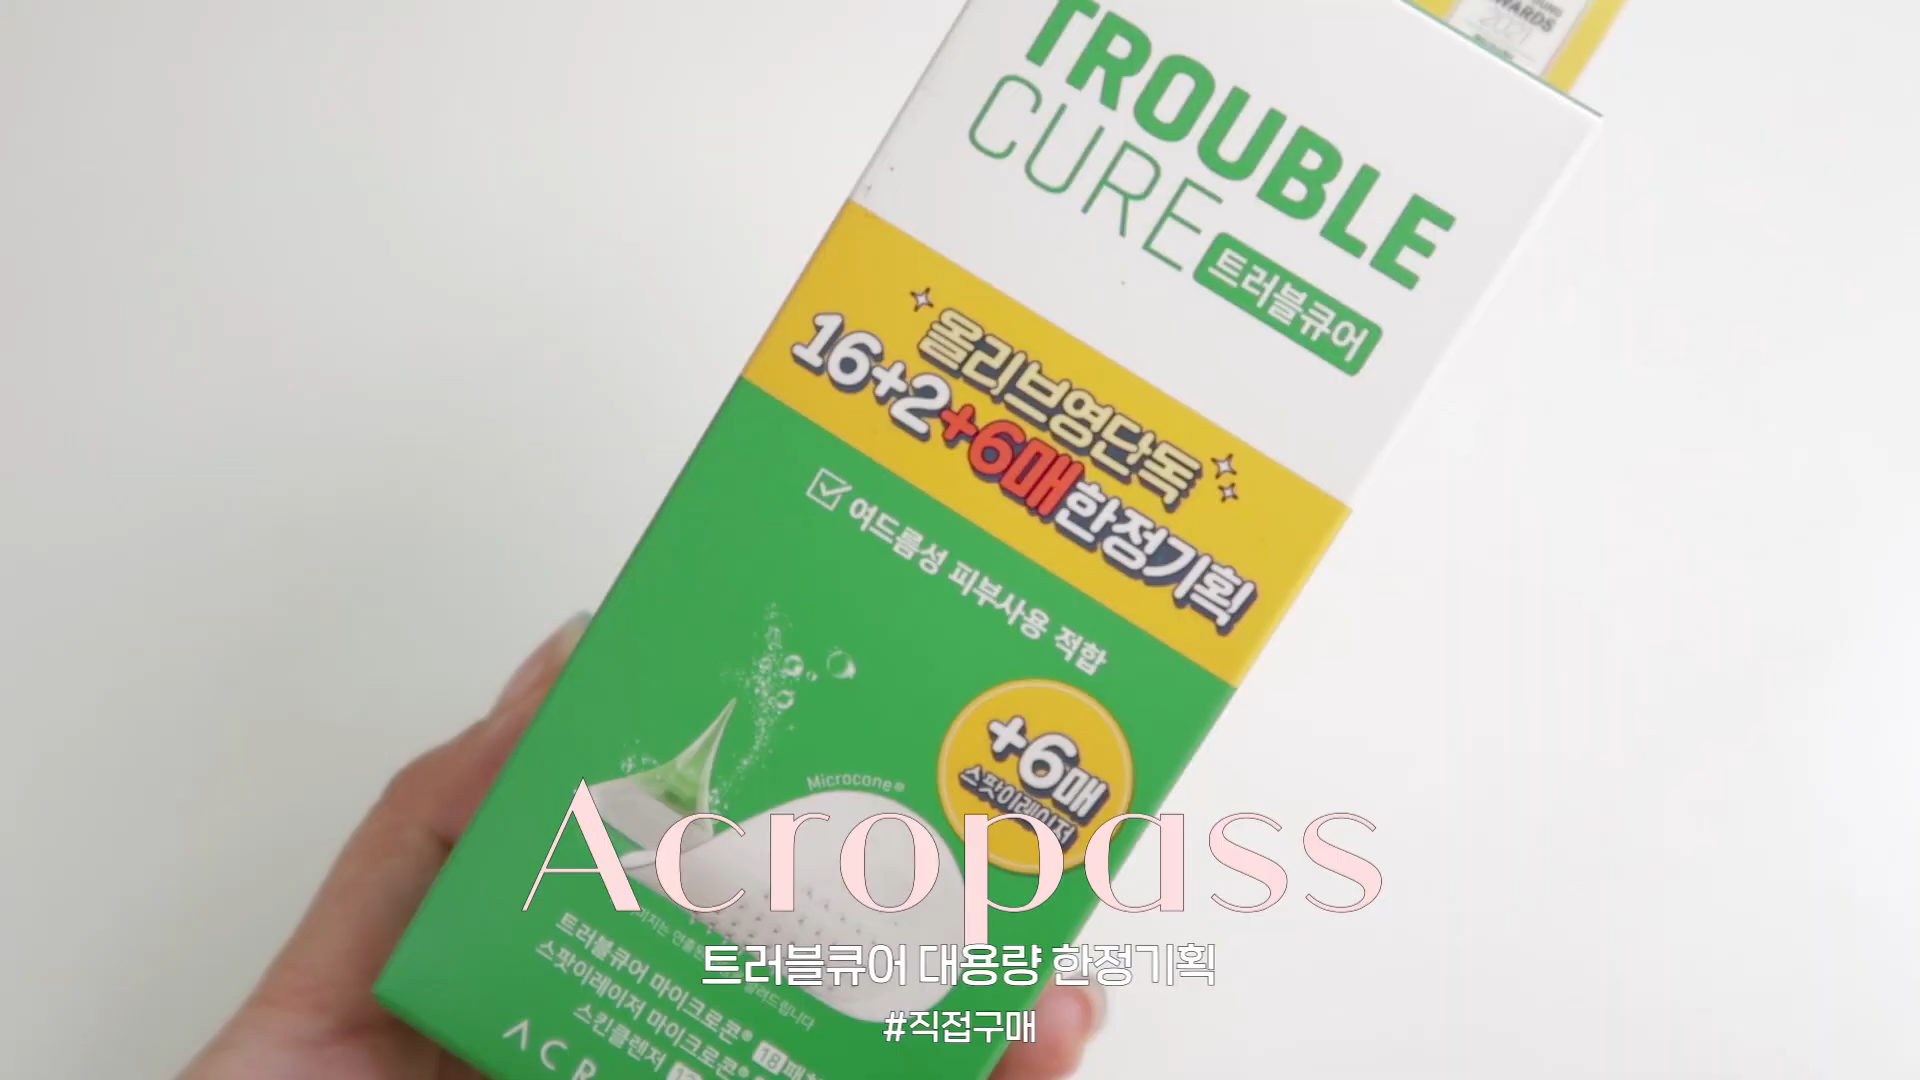 AWARDS
2021
TROUBLE
CURE
트러블큐어
올리브영단독
16+2+6매한정기획
여드름성 피부사용 적합
+6매
스팟이레이저
Microcone®
Acropass
트러블큐어 마이크로콘® 18
스팟이레이저 마이크로콘®
스킨클렌저
트러블큐어 대용량 한정기획
#직접구매